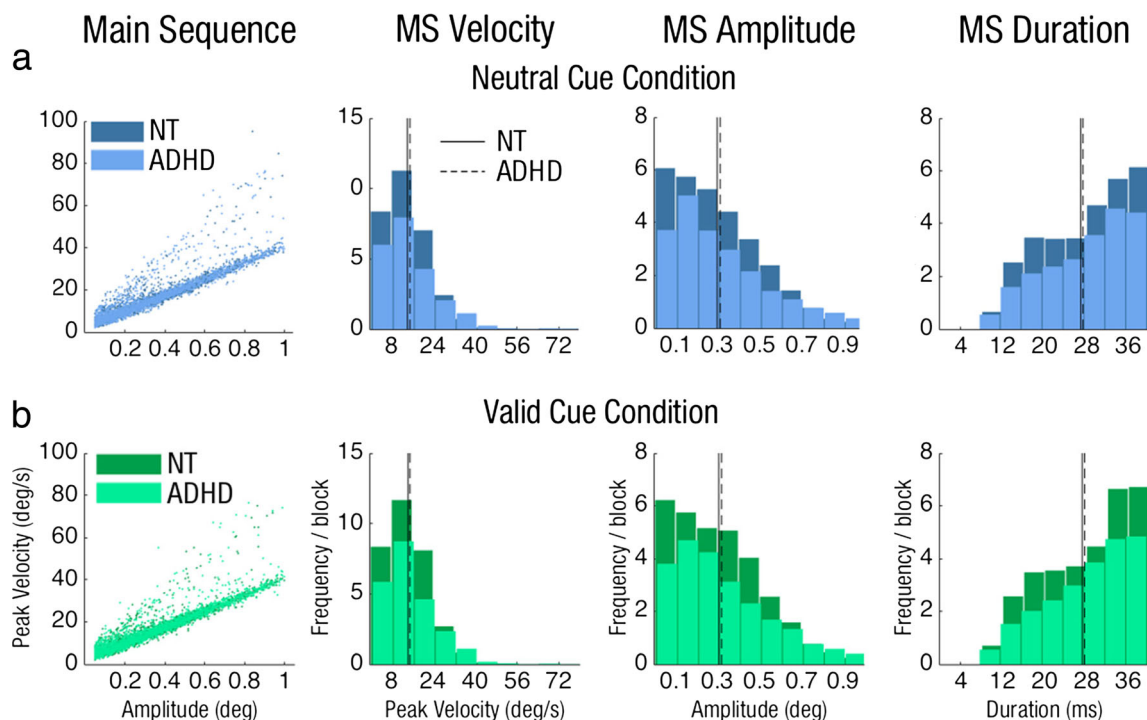 Main Sequence MS Velocity MS Amplitude MS Duration
a
Neutral Cue Condition
100 80 60 40 20 0
NT
ADHD
0.2 0.4 0.6 0.8 1
15 0 5 0
NT
ADHD
8 24 40 56 72
8 6 4 2 0
0.1 0.3 0.5 0.7 0.9
8 6 4 2 0
4 12 20 28 36
b
Valid Cue Condition
Peak Velocity (deg/s)
100 80 60 40 20 0
NT
ADHD
0.2 0.4 0.6 0.8 1
Amplitude (deg)
Frequency / block
15 10 5 0
8 24 40 56 72
Peak Velocity (deg/s)
Frequency / block
8 6 4 2 0
0.1 0.3 0.5 0.7 0.9
Amplitude (deg)
Frequency / block
8 6 4 2 0
4 12 20 28 36
Duration (ms)